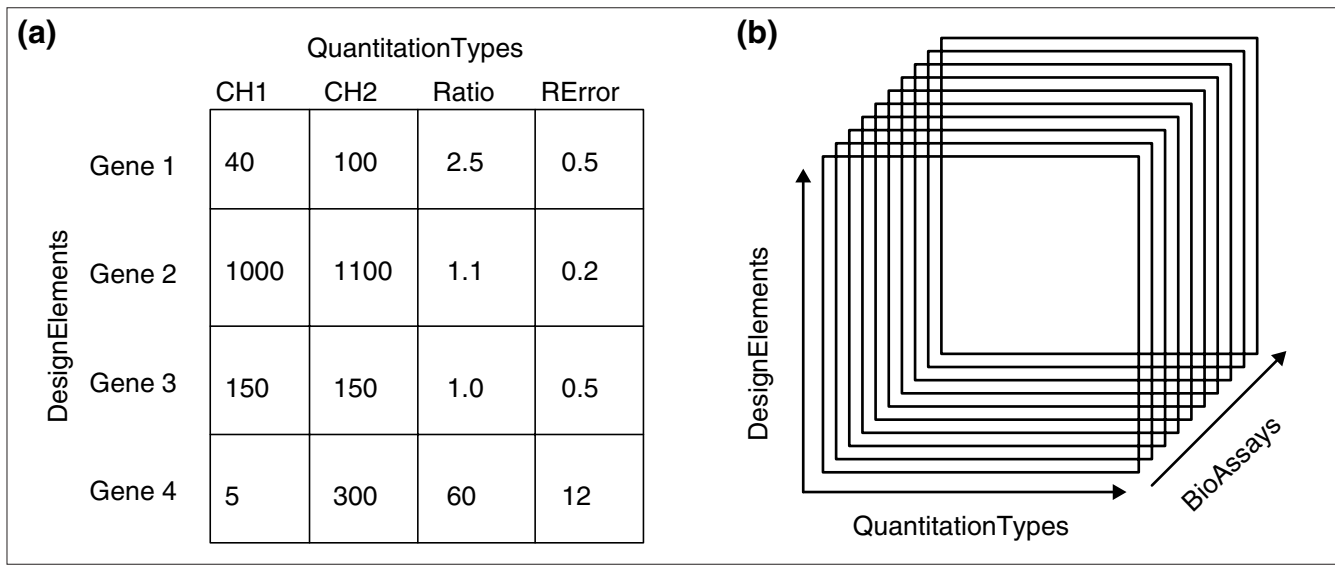 (a)
QuantitationTypes
CH1 CH2 Ratio RError
DesignElements
Gene 1 40 100 2.5 0.5
Gene 2 1000 1100 1.1 0.2
Gene 3 150 150 1.0 0.5
Gene 4 5 300 60 12
(b)
DesignElements
QuantitationTypes
BioAssays